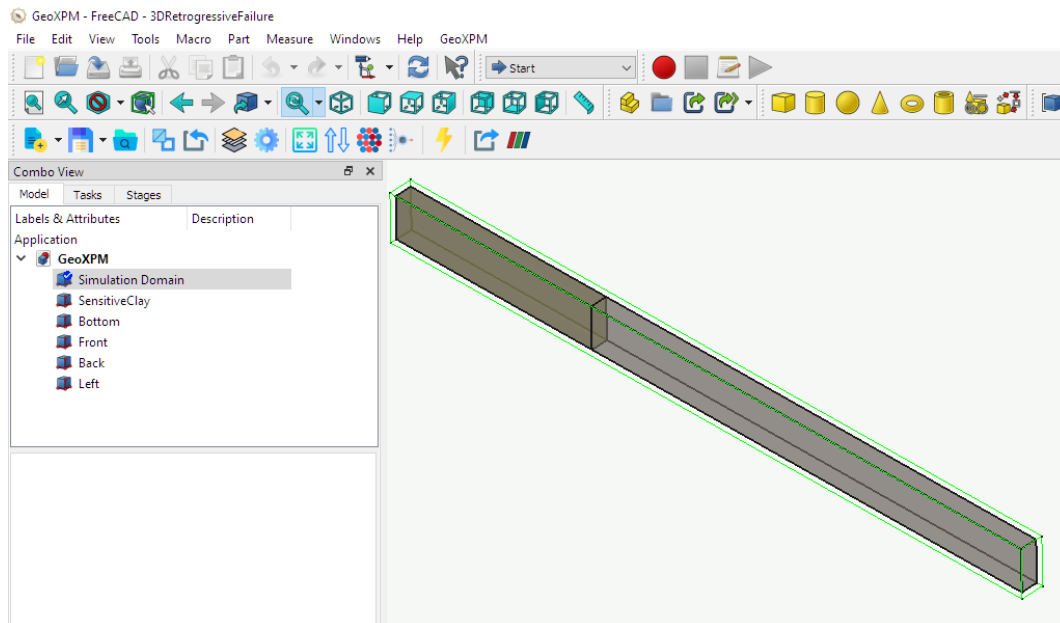 GeoXPM - FreeCAD - 3DRetrogressiveFailure
File Edit View Tools Macro Part Measure Windows Help GeoXPM
Start
Combo View
Model Tasks Stages
Labels & Attributes Description
Application
GeoXPM
Simulation Domain
SensitiveClay
Bottom
Front
Back
Left